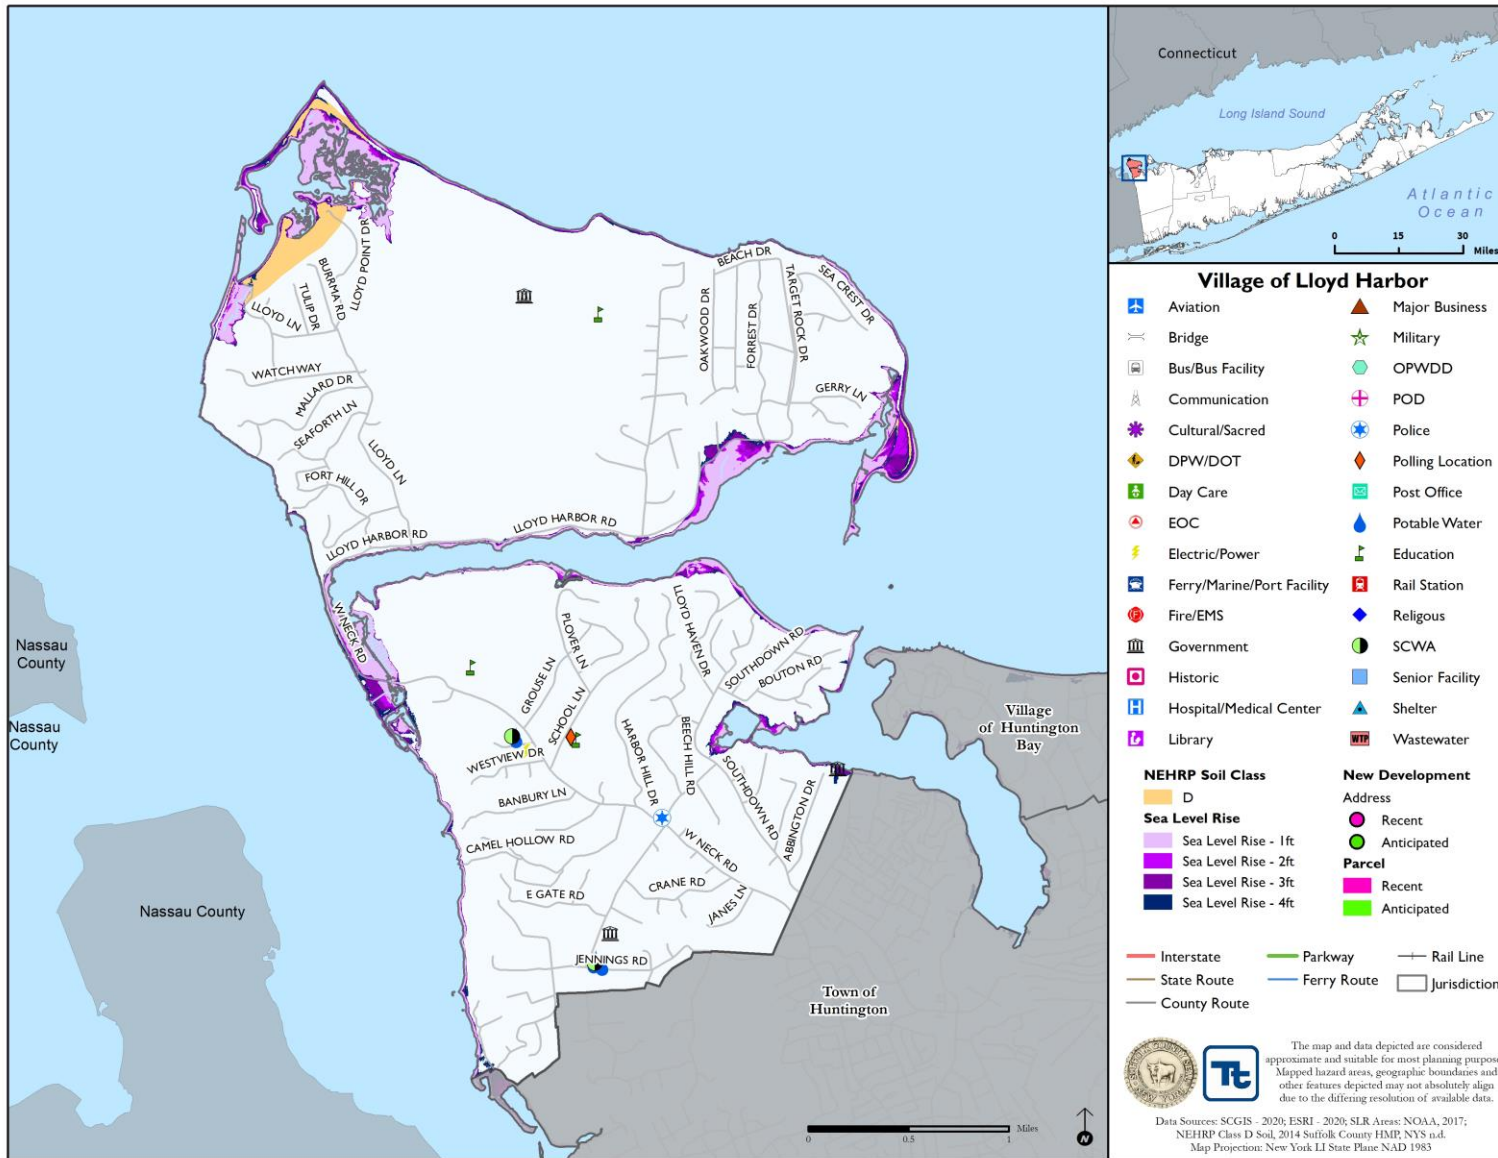 Connecticut
Long Island Sound
Atlantic
Ocean
0 15 30
Miles
LLOYD POINT DR
BURRMA RD
TULIP DR
LLOYD LN
WATCHWAY
MALLARD DR
SEAFORTH LN
LLOYD LN
FORT HILL DR
LLOYD HARBOR RD
LLOYD HARBOR RD
BEACH DR
OAKWOOD DR
FORREST DR
TARGET ROCK DR
SEA CREST DR
GERRY LN
W NECK RD
PLOVER LN
GROUSE LN
SCHOOL LN
LLOYD HAVEN DR
SOUTHDOWN RD
BOUTON RD
HARBOR HILL DR
BEECH HILL RD
WESTVIEW DR
BANBURY LN
SOUTHDOWN RD
ABBINGTON DR
CAMEL HOLLOW RD
W NECK RD
E GATE RD
CRANE RD
JANES LN
JENNINGS RD
Nassau
County
Nassau
County
Nassau County
Village
of Huntington
Bay
Town of
Huntington
Miles
0 0.5 1
N
Village of Lloyd Harbor
Aviation
Bridge
Bus/Bus Facility
Communication
Cultural/Sacred
DPW/DOT
Day Care
EOC
Electric/Power
Ferry/Marine/Port Facility
F Fire/EMS
Government
Historic
H Hospital/Medical Center
Library
Major Business
Military
OPWDD
POD
Police
Polling Location
Post Office
Potable Water
Education
Rail Station
Religous
SCWA
Senior Facility
Shelter
WTP Wastewater
NEHRP Soil Class
D
Sea Level Rise
Sea Level Rise - 1ft
Sea Level Rise - 2ft
Sea Level Rise - 3ft
Sea Level Rise - 4ft
New Development
Address
Recent
Anticipated
Parcel
Recent
Anticipated
Interstate
State Route
County Route
Parkway
Ferry Route
Rail Line
Jurisdiction
Tt
The map and data depicted are considered
approximate and suitable for most planning purpose
Mapped hazard areas, geographic boundaries and
other features depicted may not absolutely align
due to the differing resolution of available data.
Data Sources: SCGIS - 2020; ESRI - 2020; SLR Areas: NOAA, 2017;
NEHRP Class D Soil, 2014 Suffolk County HMP, NYS n.d.
Map Projection: New York LI State Plane NAD 1983